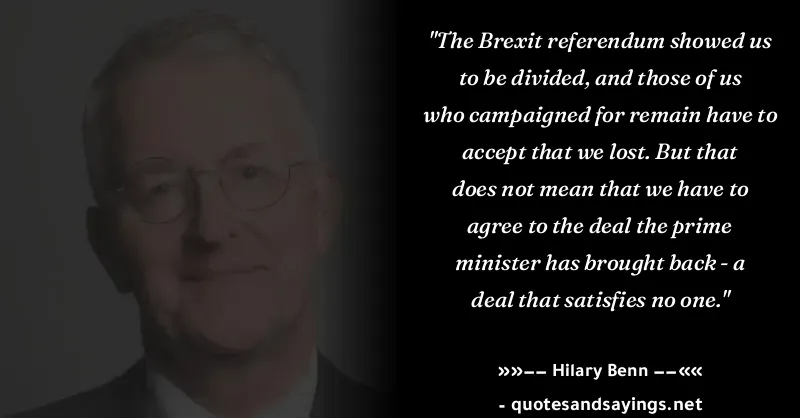 "The Brexit referendum showed us
to be divided, and those of us
who campaigned for remain have to
accept that we lost. But that
does not mean that we have to
agree to the deal the prime
minister has brought back - a
deal that satisfies no one."
»»−− Hilary Benn −−««
- quotesandsayings.net